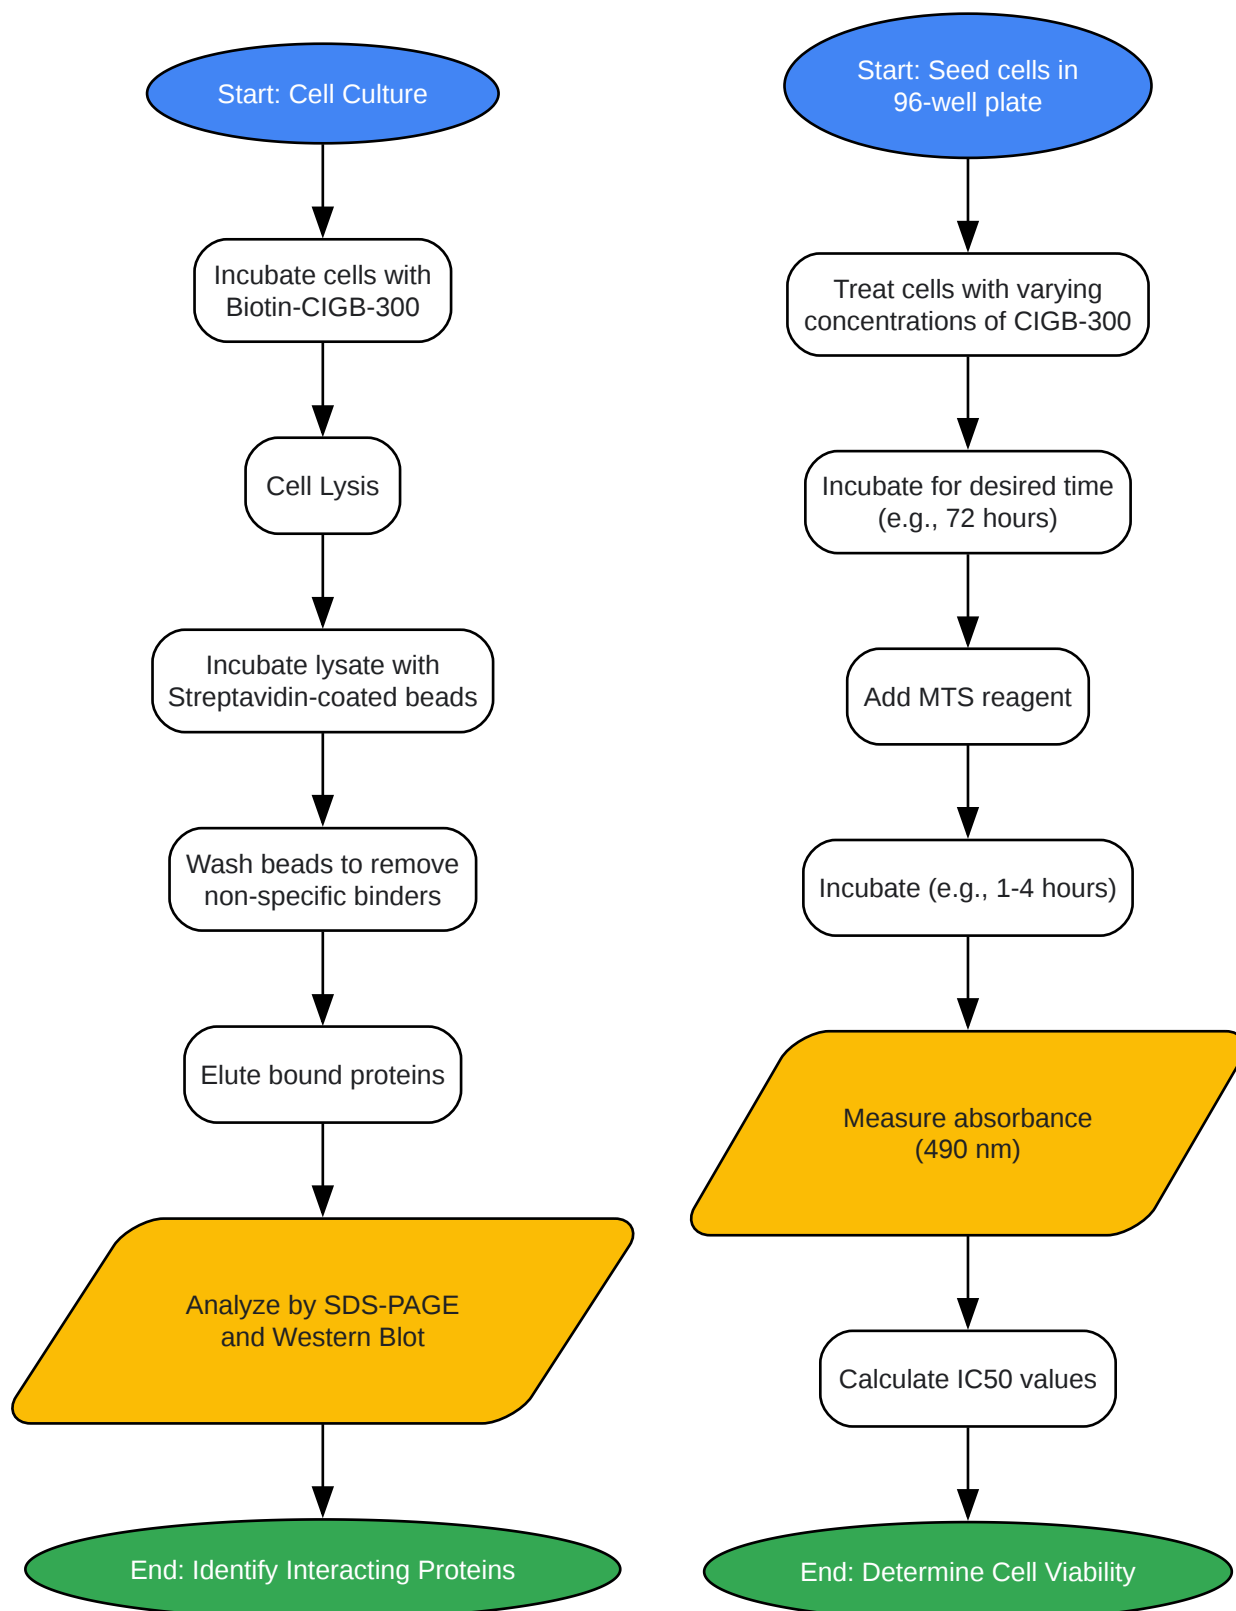 Start: Cell Culture
Incubate cells with
Biotin-CIGB-300
Cell Lysis
Incubate lysate with
Streptavidin-coated beads
Wash beads to remove
non-specific binders
Elute bound proteins
Analyze by SDS-PAGE
and Western Blot
End: Identify Interacting Proteins
Start: Seed cells in
96-well plate
Treat cells with varying
concentrations of CIGB-300
Incubate for desired time
(e.g., 72 hours)
Add MTS reagent
Incubate (e.g., 1-4 hours)
Measure absorbance
(490 nm)
Calculate IC50 values
End: Determine Cell Viability